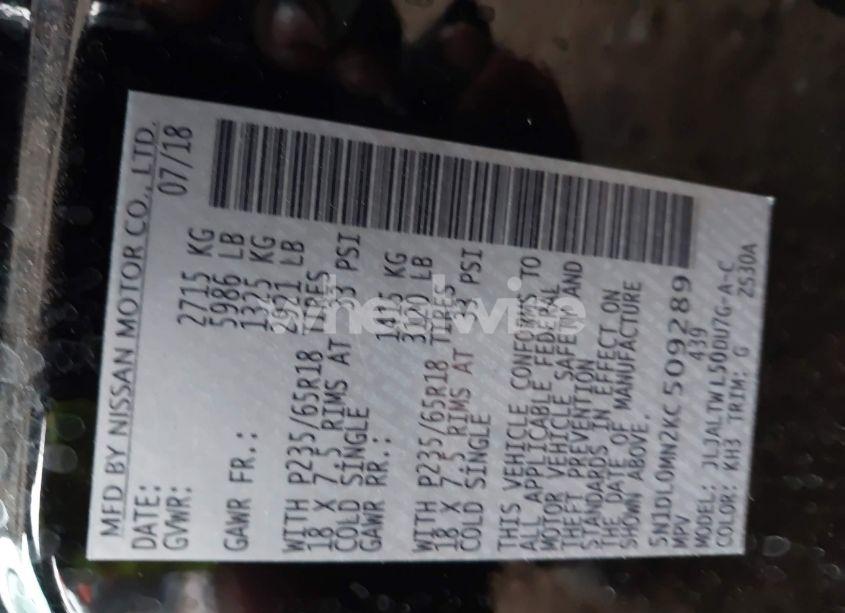 MFD BY NISSAN MOTOR CO., LTD.
DATE: 07/18
GVWR: 2715 KG
5986 LB
GAWR FR.: 1325 KG
2921 LB
WITH P235/65R18 TIRES
18 X 7.5 RIMS AT 33 PSI
COLD SINGLE
GAWR RR.: 1415 KG
3120 LB
WITH P235/65R18 TIRES
18 X 7.5 RIMS AT 33 PSI
COLD SINGLE
THIS VEHICLE CONFORMS TO
ALL APPLICABLE FEDERAL
MOTOR VEHICLE SAFETY AND
THEFT PREVENTION
STANDARDS IN EFFECT ON
THE DATE OF MANUFACTURE
SHOWN ABOVE.
5N1DL0MN2KC509289
MPV 439
MODEL: JLJALTWL50DU7G-A-C
COLOR: KH3 TRIM: G 2S30A